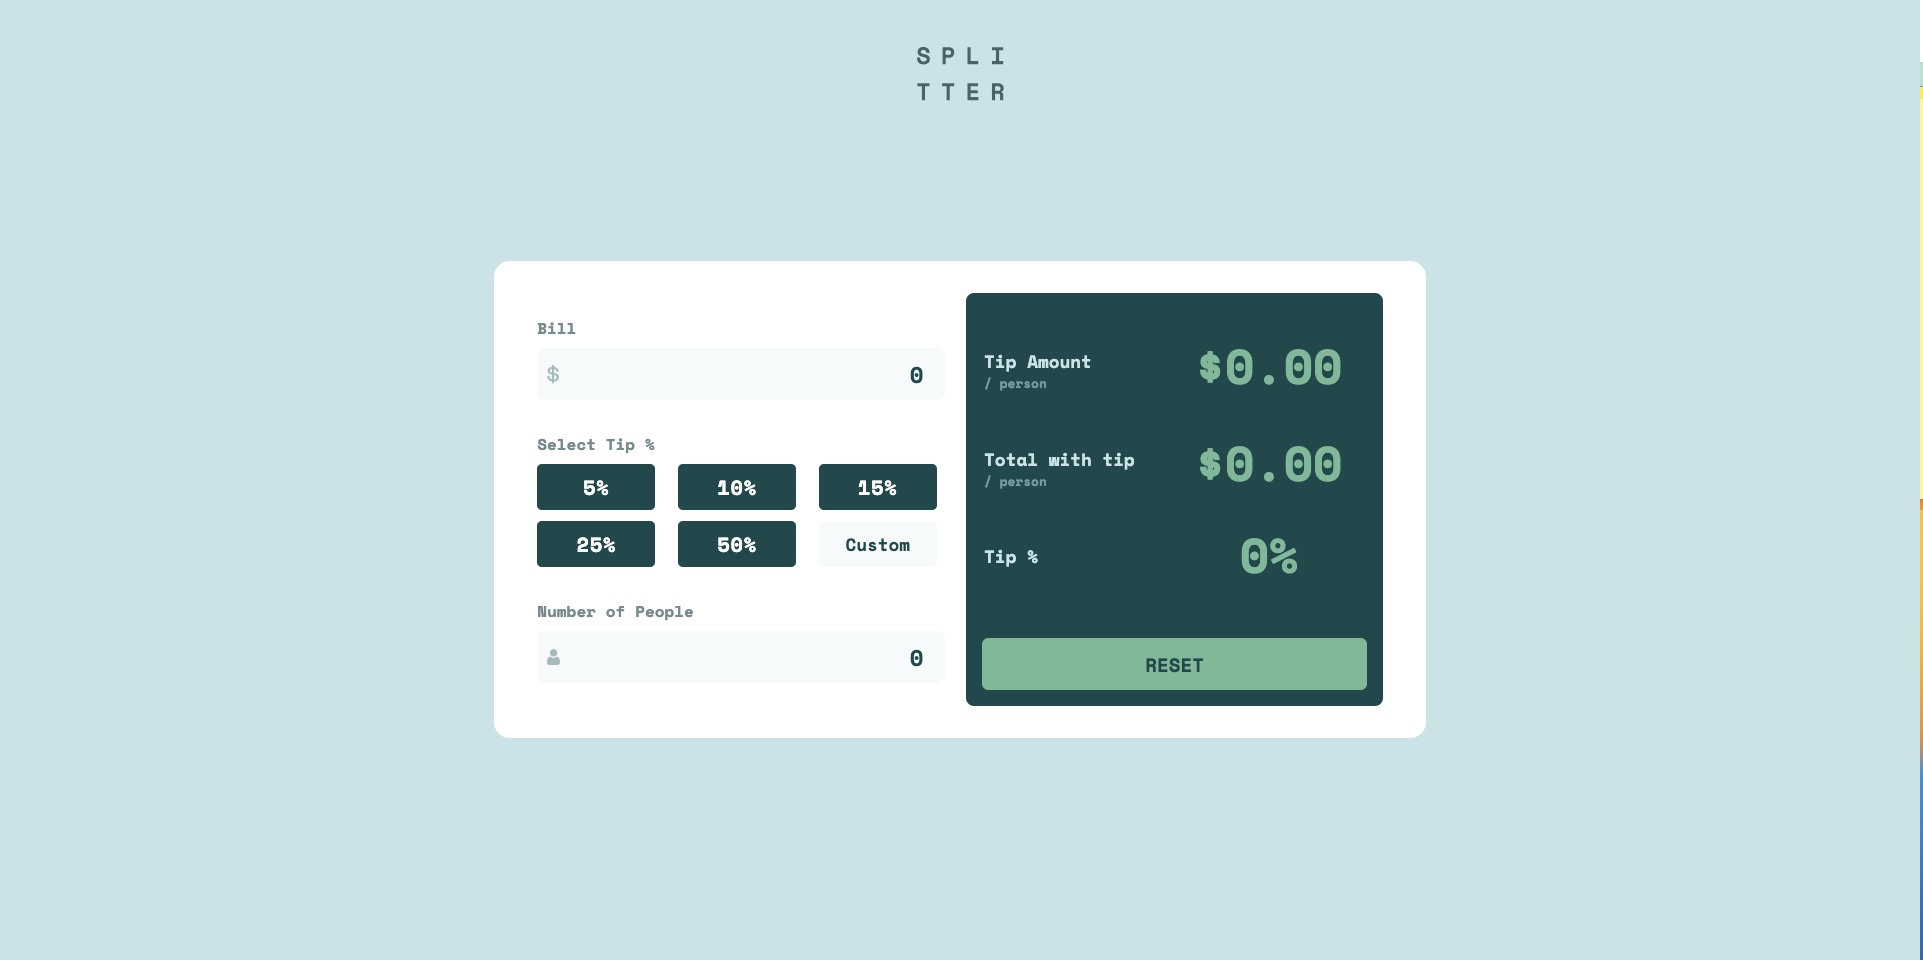 SPLI
TTER
Bill
$ 0
Select Tip %
5% 10% 15%
25% 50% Custom
Number of People
0
Tip Amount $0.00
/ person
Total with tip $0.00
/ person
Tip % 0%
RESET